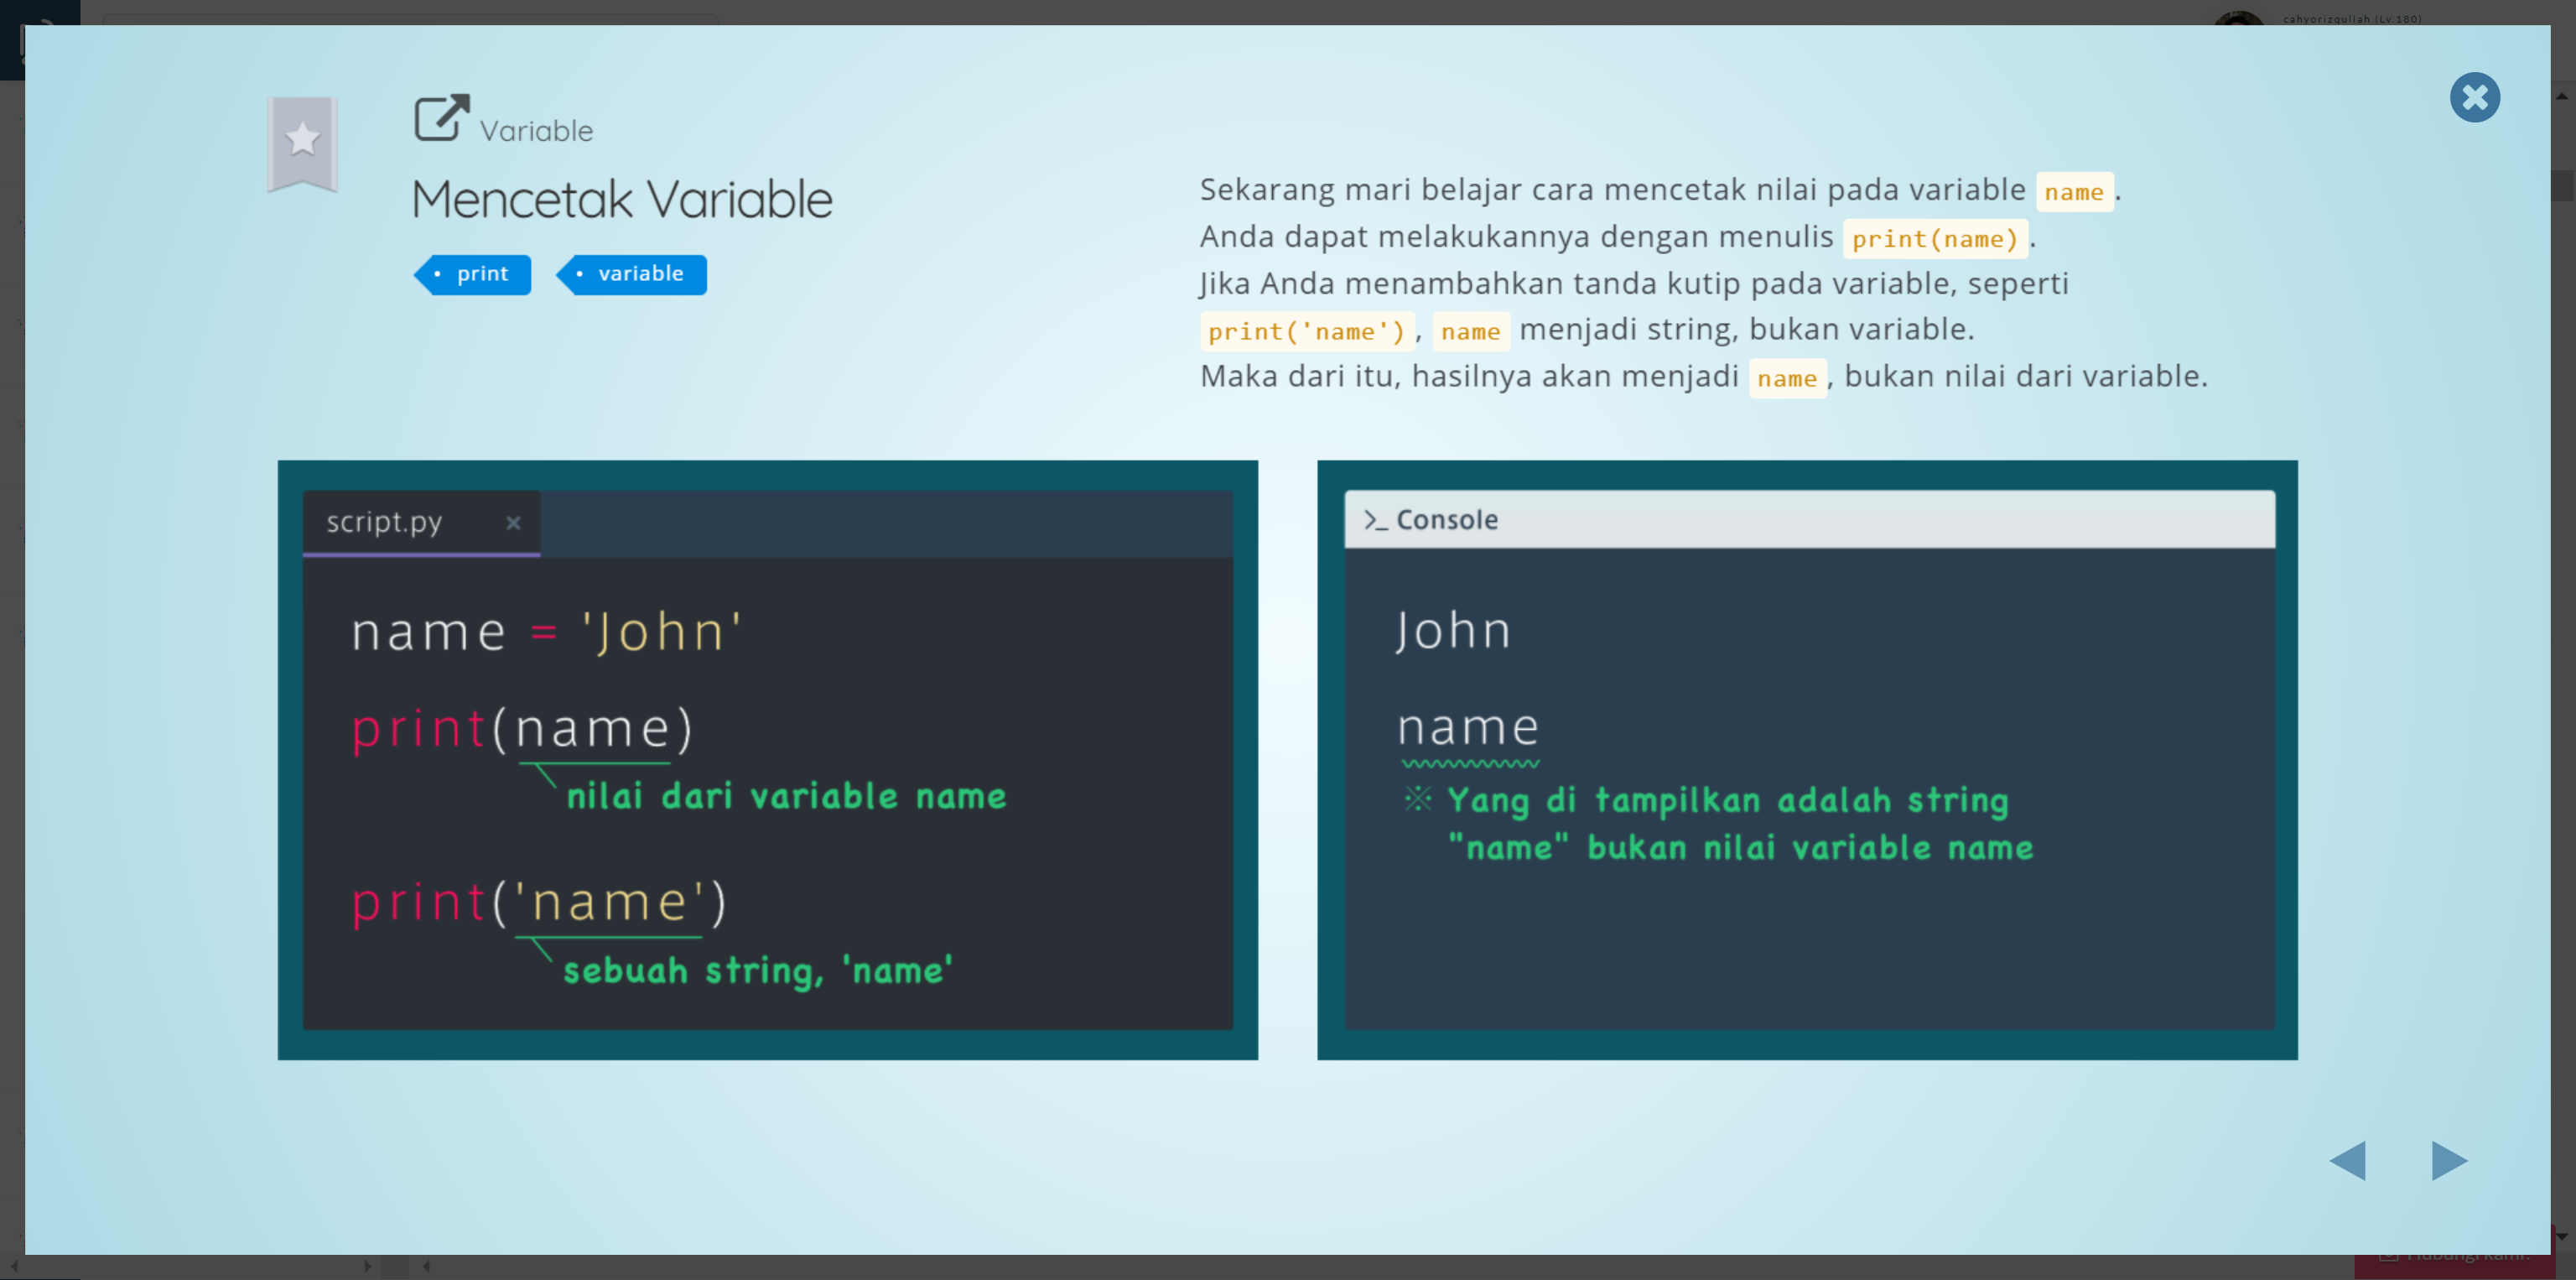 cahyorizqullah (Lv.180)
Variable
Mencetak Variable
print
variable
Sekarang mari belajar cara mencetak nilai pada variable name.
Anda dapat melakukannya dengan menulis print(name).
Jika Anda menambahkan tanda kutip pada variable, seperti
print('name'), name menjadi string, bukan variable.
Maka dari itu, hasilnya akan menjadi name, bukan nilai dari variable.
script.py
name = 'John'
print(name)
nilai dari variable name
print('name')
sebuah string, 'name'
>_ Console
John
name
※ Yang di tampilkan adalah string
"name" bukan nilai variable name
Hubungi kami.